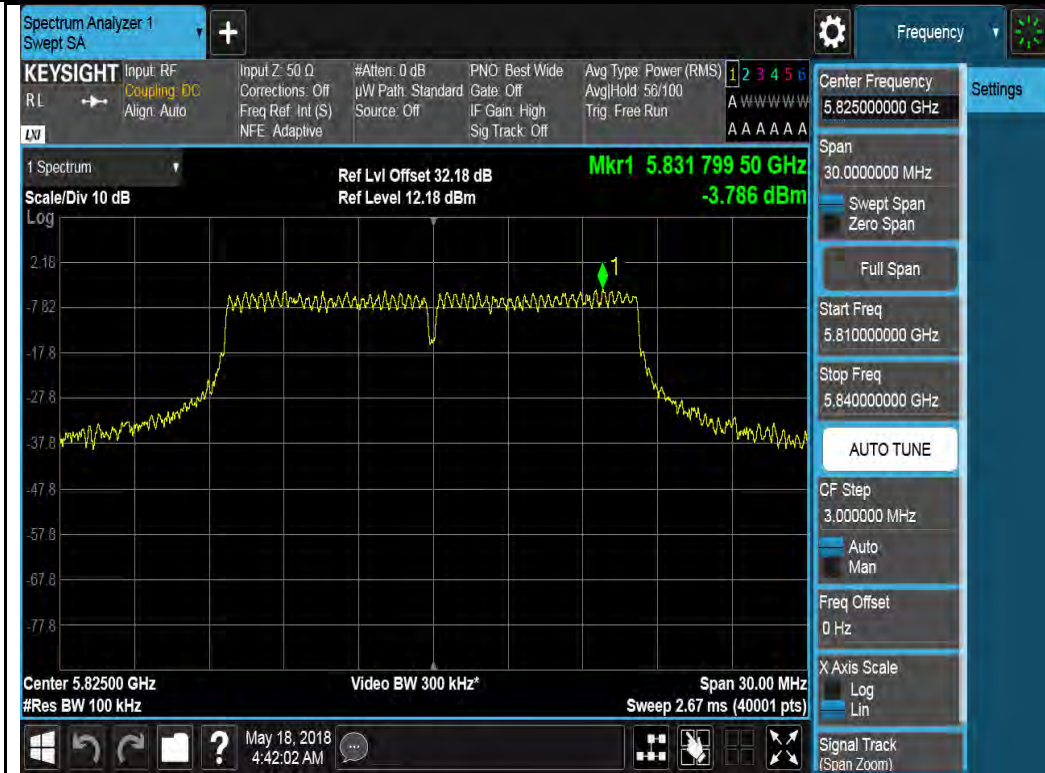 Spectrum Analyzer 1
Swept SA
+
Frequency
KEYSIGHT
RL
LXI
Input: RF
Coupling: DC
Align: Auto
Input Z: 50 Ω
Corrections: Off
Freq Ref: Int (S)
NFE: Adaptive
#Atten: 0 dB
µW Path: Standard
Source: Off
PNO: Best Wide
Gate: Off
IF Gain: High
Sig Track: Off
Avg Type: Power (RMS)
Avg|Hold: 56/100
Trig: Free Run
1 2 3 4 5 6
A W W W W W
A A A A A A
1 Spectrum
Scale/Div 10 dB
Log
Ref Lvl Offset 32.18 dB
Ref Level 12.18 dBm
Mkr1 5.831 799 50 GHz
-3.786 dBm
1
2.18
-7.82
-17.8
-27.8
-37.8
-47.8
-57.8
-67.8
-77.8
Center 5.82500 GHz
#Res BW 100 kHz
Video BW 300 kHz*
Span 30.00 MHz
Sweep 2.67 ms (40001 pts)
Center Frequency
5.825000000 GHz
Settings
Span
30.0000000 MHz
Swept Span
Zero Span
Full Span
Start Freq
5.810000000 GHz
Stop Freq
5.840000000 GHz
AUTO TUNE
CF Step
3.000000 MHz
Auto
Man
Freq Offset
0 Hz
X Axis Scale
Log
Lin
Signal Track
(Span Zoom)
?
May 18, 2018
4:42:02 AM